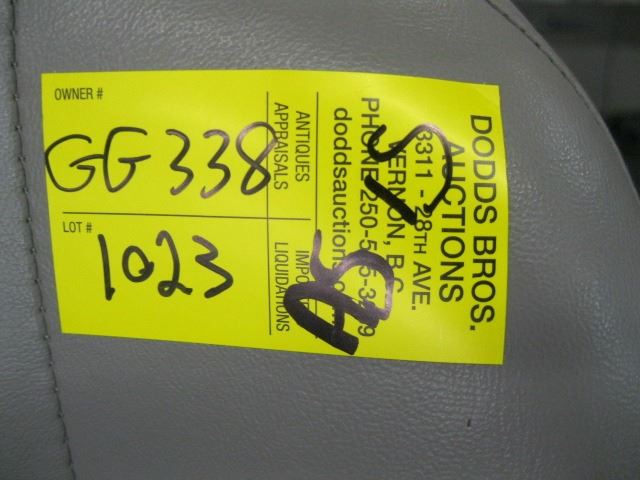 OWNER #
GG 338
LOT #
1023
ANTIQUES
APPRAISALS
LIQUIDATIONS
DODDS BROS.
AUCTIONS
3311 - 28TH AVE.
VERNON, B.C.
PHONE 250-5
doddsauction